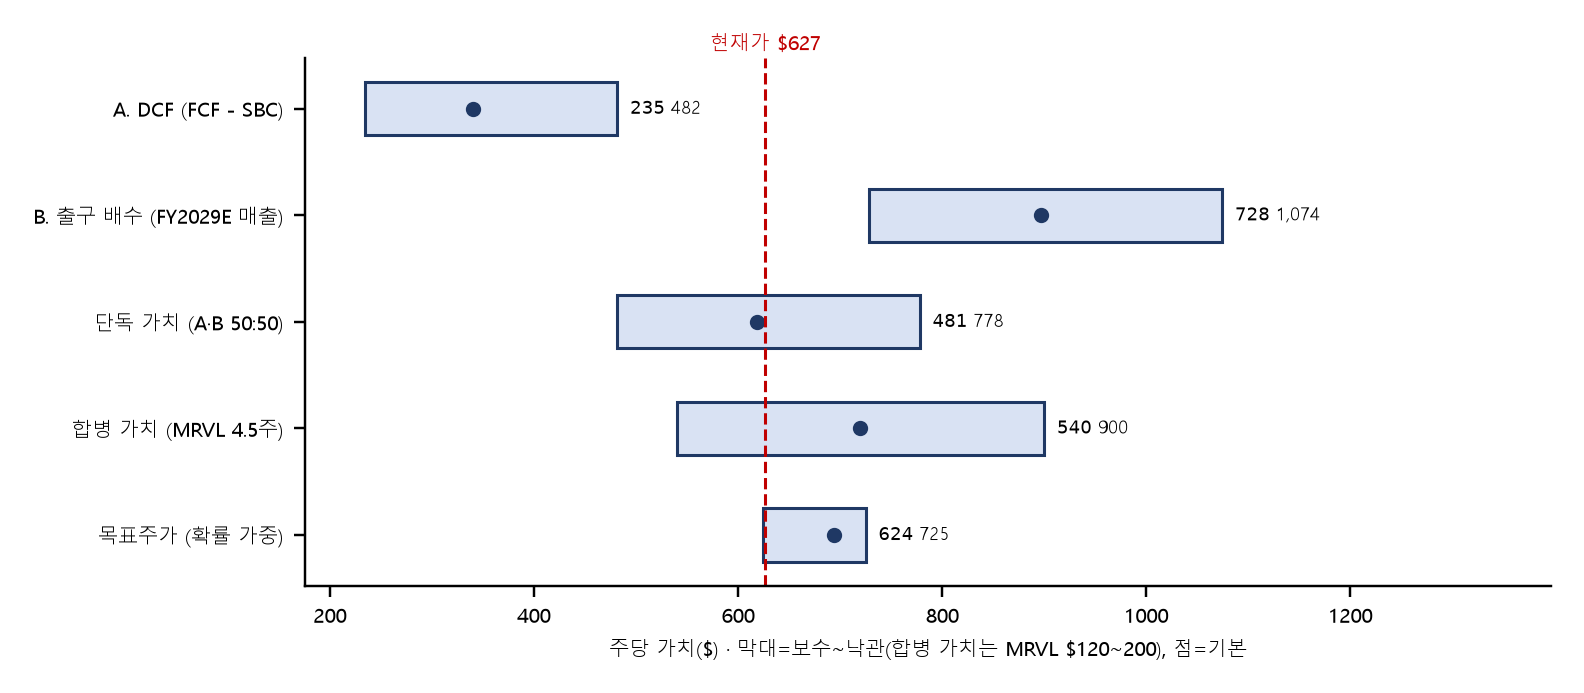 현재가 $627
A. DCF (FCF - SBC)
235 482
B. 출구 배수 (FY2029E 매출)
728 1,074
단독 가치 (A·B 50:50)
481 778
합병 가치 (MRVL 4.5주)
540 900
목표주가 (확률 가중)
624 725
200 400 600 800 1000 1200
주당 가치($) · 막대=보수~낙관(합병 가치는 MRVL $120~200), 점=기본